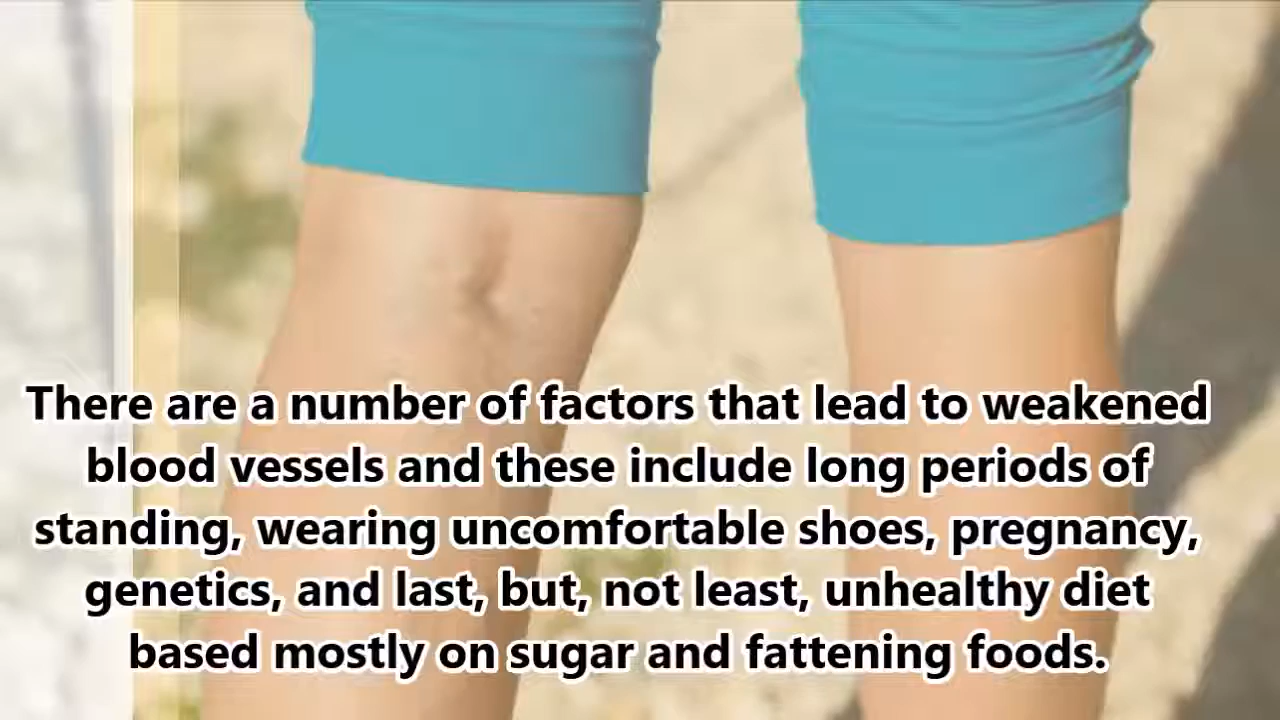 There are a number of factors that lead to weakened
blood vessels and these include long periods of
standing, wearing uncomfortable shoes, pregnancy,
genetics, and last, but, not least, unhealthy diet
based mostly on sugar and fattening foods.